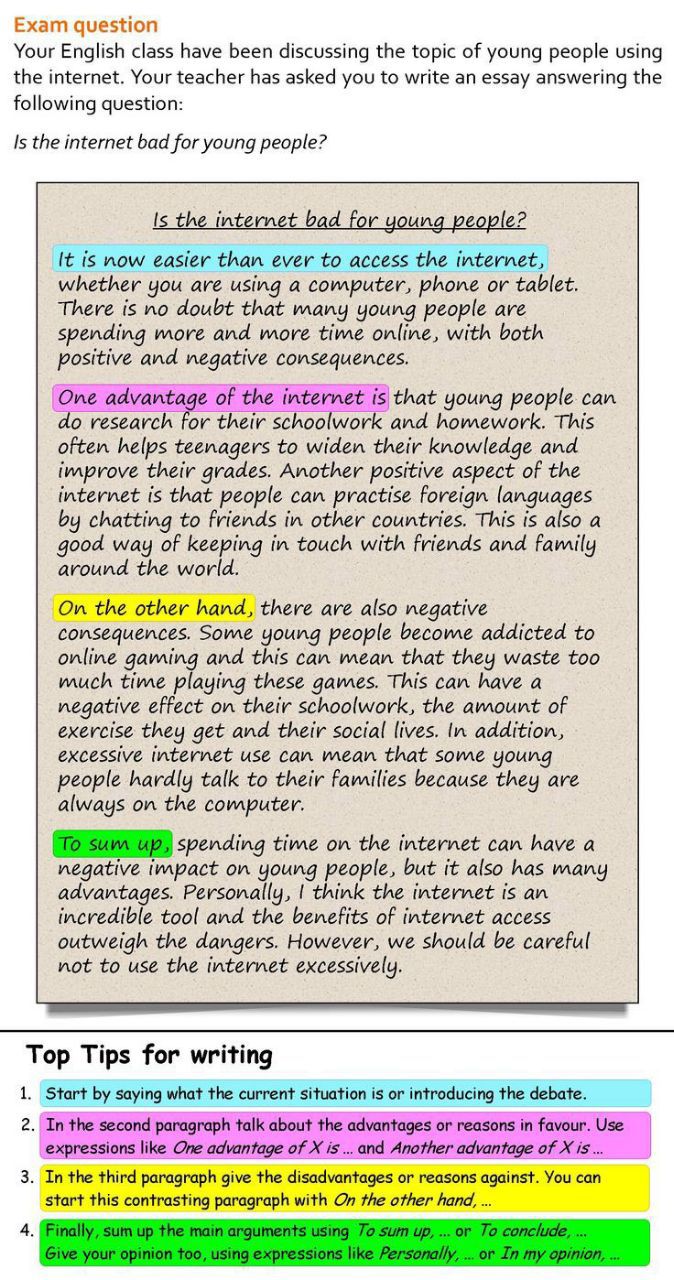 Exam question
Your English class have been discussing the topic of young people using
the internet. Your teacher has asked you to write an essay answering the
following question:
Is the internet bad for young people?
Is the internet bad for young people?
It is now easier than ever to access the internet,
whether you are using a computer, phone or tablet.
There is no doubt that many young people are
spending more and more time online, with both
positive and negative consequences.
One advantage of the internet is that young people can
do research for their schoolwork and homework. This
often helps teenagers to widen their knowledge and
improve their grades. Another positive aspect of the
internet is that people can practise foreign languages
by chatting to friends in other countries. This is also a
good way of keeping in touch with friends and family
around the world.
On the other hand, there are also negative
consequences. Some young people become addicted to
online gaming and this can mean that they waste too
much time playing these games. This can have a
negative effect on their schoolwork, the amount of
exercise they get and their social lives. In addition,
excessive internet use can mean that some young
people hardly talk to their families because they are
always on the computer.
To sum up, spending time on the internet can have a
negative impact on young people, but it also has many
advantages. Personally, I think the internet is an
incredible tool and the benefits of internet access
outweigh the dangers. However, we should be careful
not to use the internet excessively.
Top Tips for writing
1. Start by saying what the current situation is or introducing the debate.
2. In the second paragraph talk about the advantages or reasons in favour. Use
expressions like One advantage of X is ... and Another advantage of X is ...
3. In the third paragraph give the disadvantages or reasons against. You can
start this contrasting paragraph with On the other hand, ...
4. Finally, sum up the main arguments using To sum up, ... or To conclude, ...
Give your opinion too, using expressions like Personally, ... or In my opinion, ...